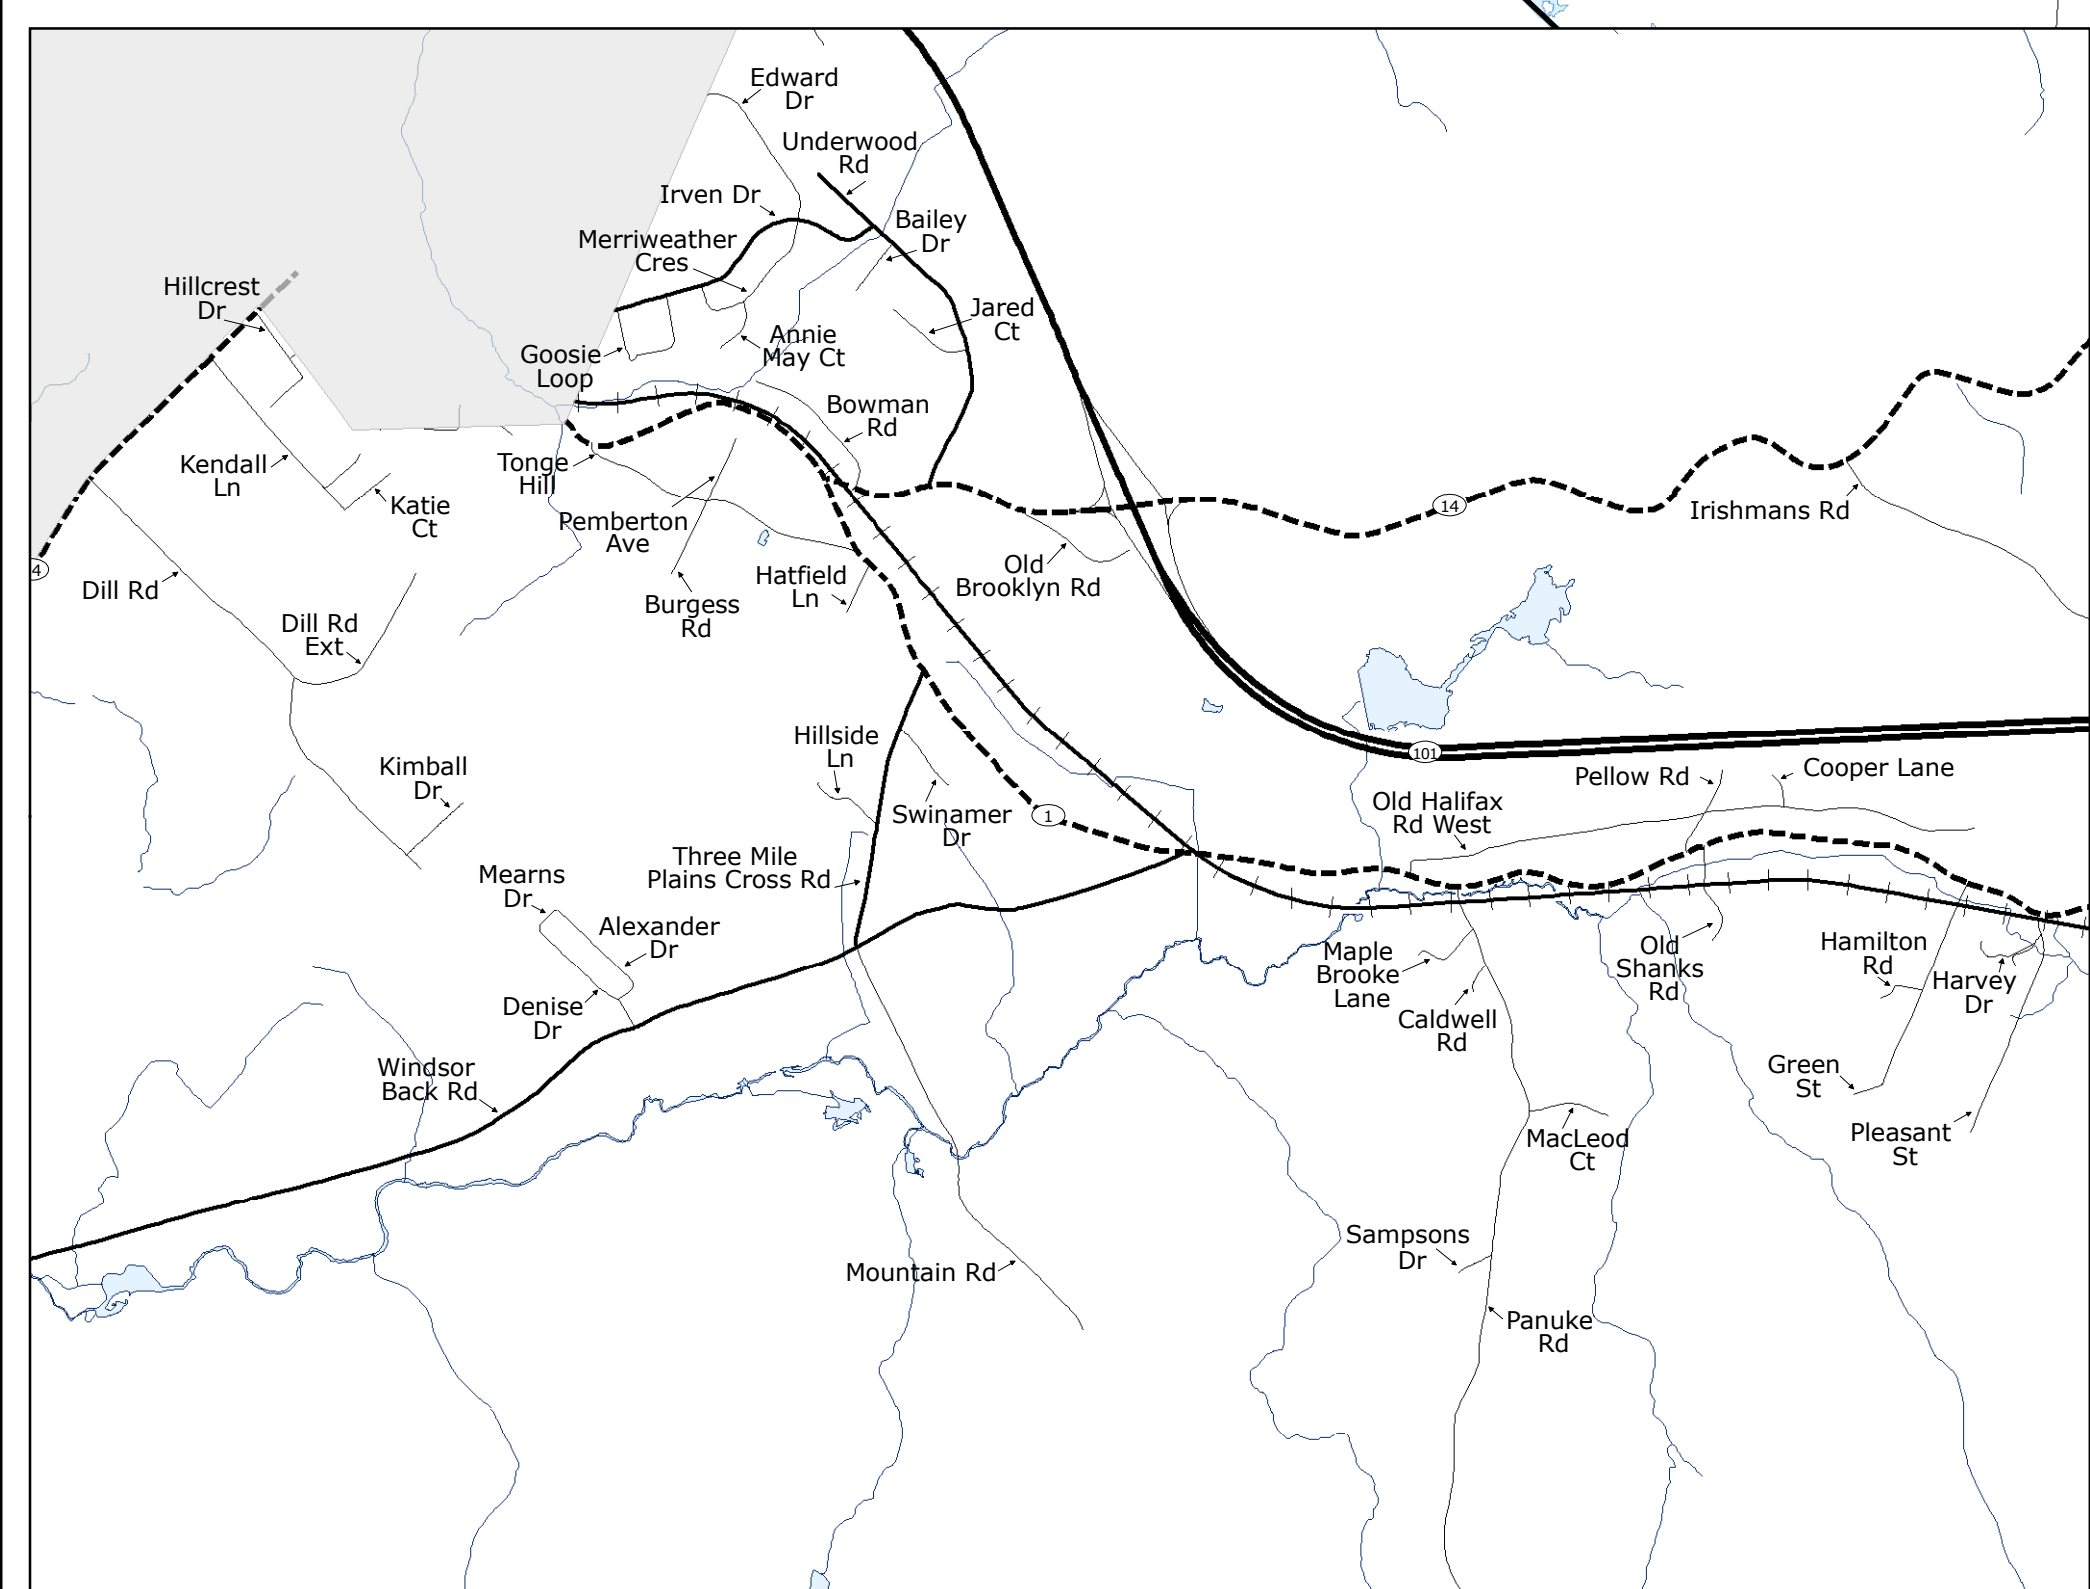 Edward
Dr
Underwood
Rd
Irven Dr
Bailey
Dr
Merriweather
Cres
Hillcrest
Dr
Jared
Ct
Annie
May Ct
Goosie
Loop
Bowman
Rd
Kendall
Ln
Tonge
Hill
Katie
Ct
14
Irishmans Rd
Pemberton
Ave
4
Dill Rd
Hatfield
Ln
Old
Brooklyn Rd
Burgess
Rd
Dill Rd
Ext
Hillside
Ln
101
Kimball
Dr
Pellow Rd
Cooper Lane
Swinamer
Dr
1
Old Halifax
Rd West
Three Mile
Plains Cross Rd
Mearns
Dr
Alexander
Dr
Maple
Brooke
Lane
Old
Shanks
Rd
Hamilton
Rd
Harvey
Dr
Denise
Dr
Caldwell
Rd
Windsor
Back Rd
Green
St
MacLeod
Ct
Pleasant
St
Sampsons
Dr
Mountain Rd
Panuke
Rd